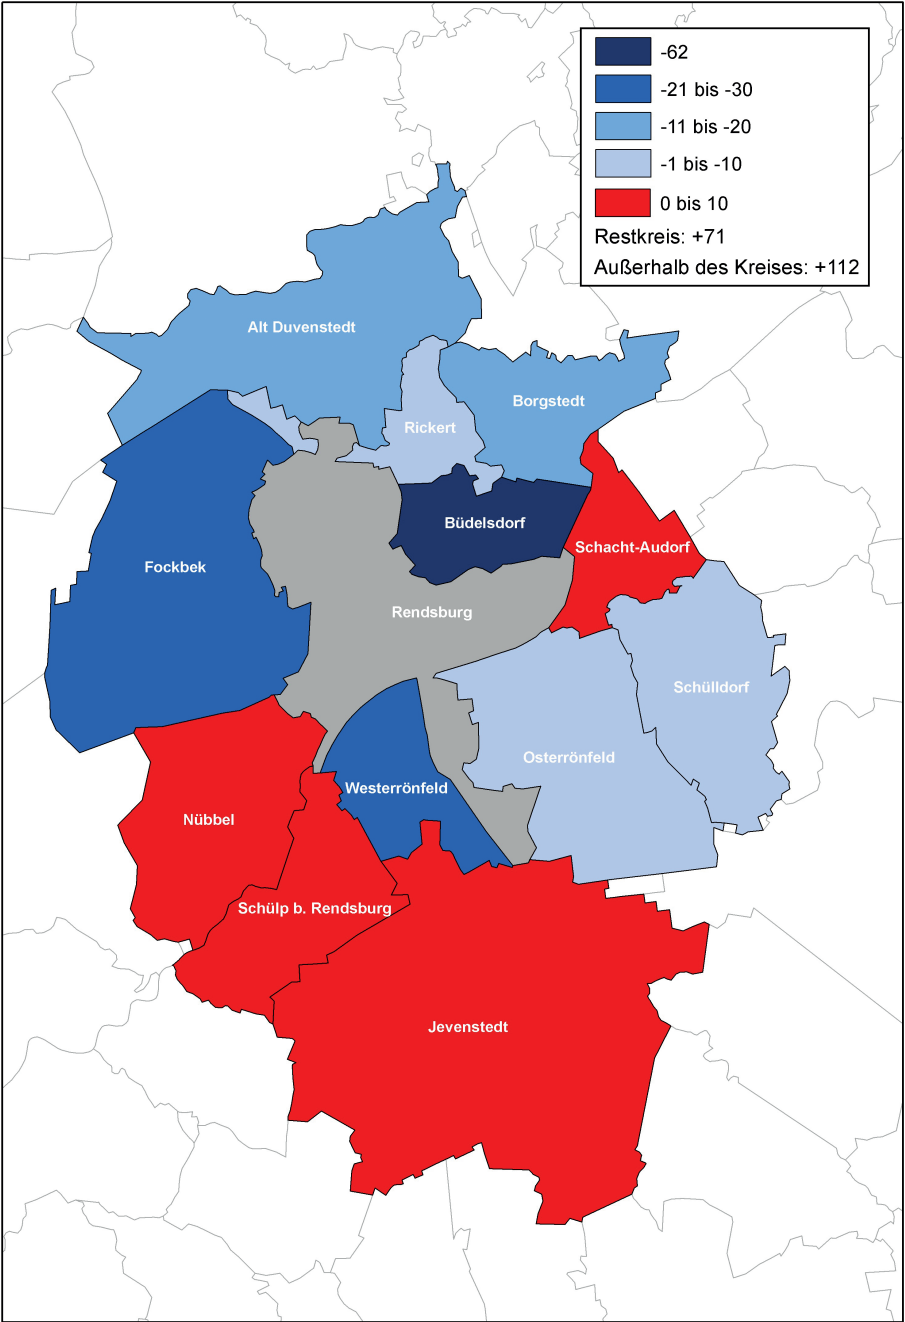 -62
-21 bis -30
-11 bis -20
-1 bis -10
0 bis 10
Restkreis: +71
Außerhalb des Kreises: +112
Alt Duvenstedt
Borgstedt
Rickert
Büdelsdorf
Schacht-Audorf
Fockbek
Rendsburg
Schülldorf
Osterrönfeld
Westerrönfeld
Nübbel
Schülp b. Rendsburg
Jevenstedt